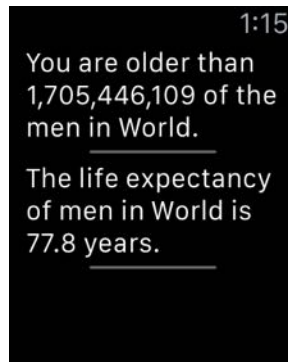 1:15
You are older than
1,705,446,109 of the
men in World.
The life expectancy
of men in World is
77.8 years.